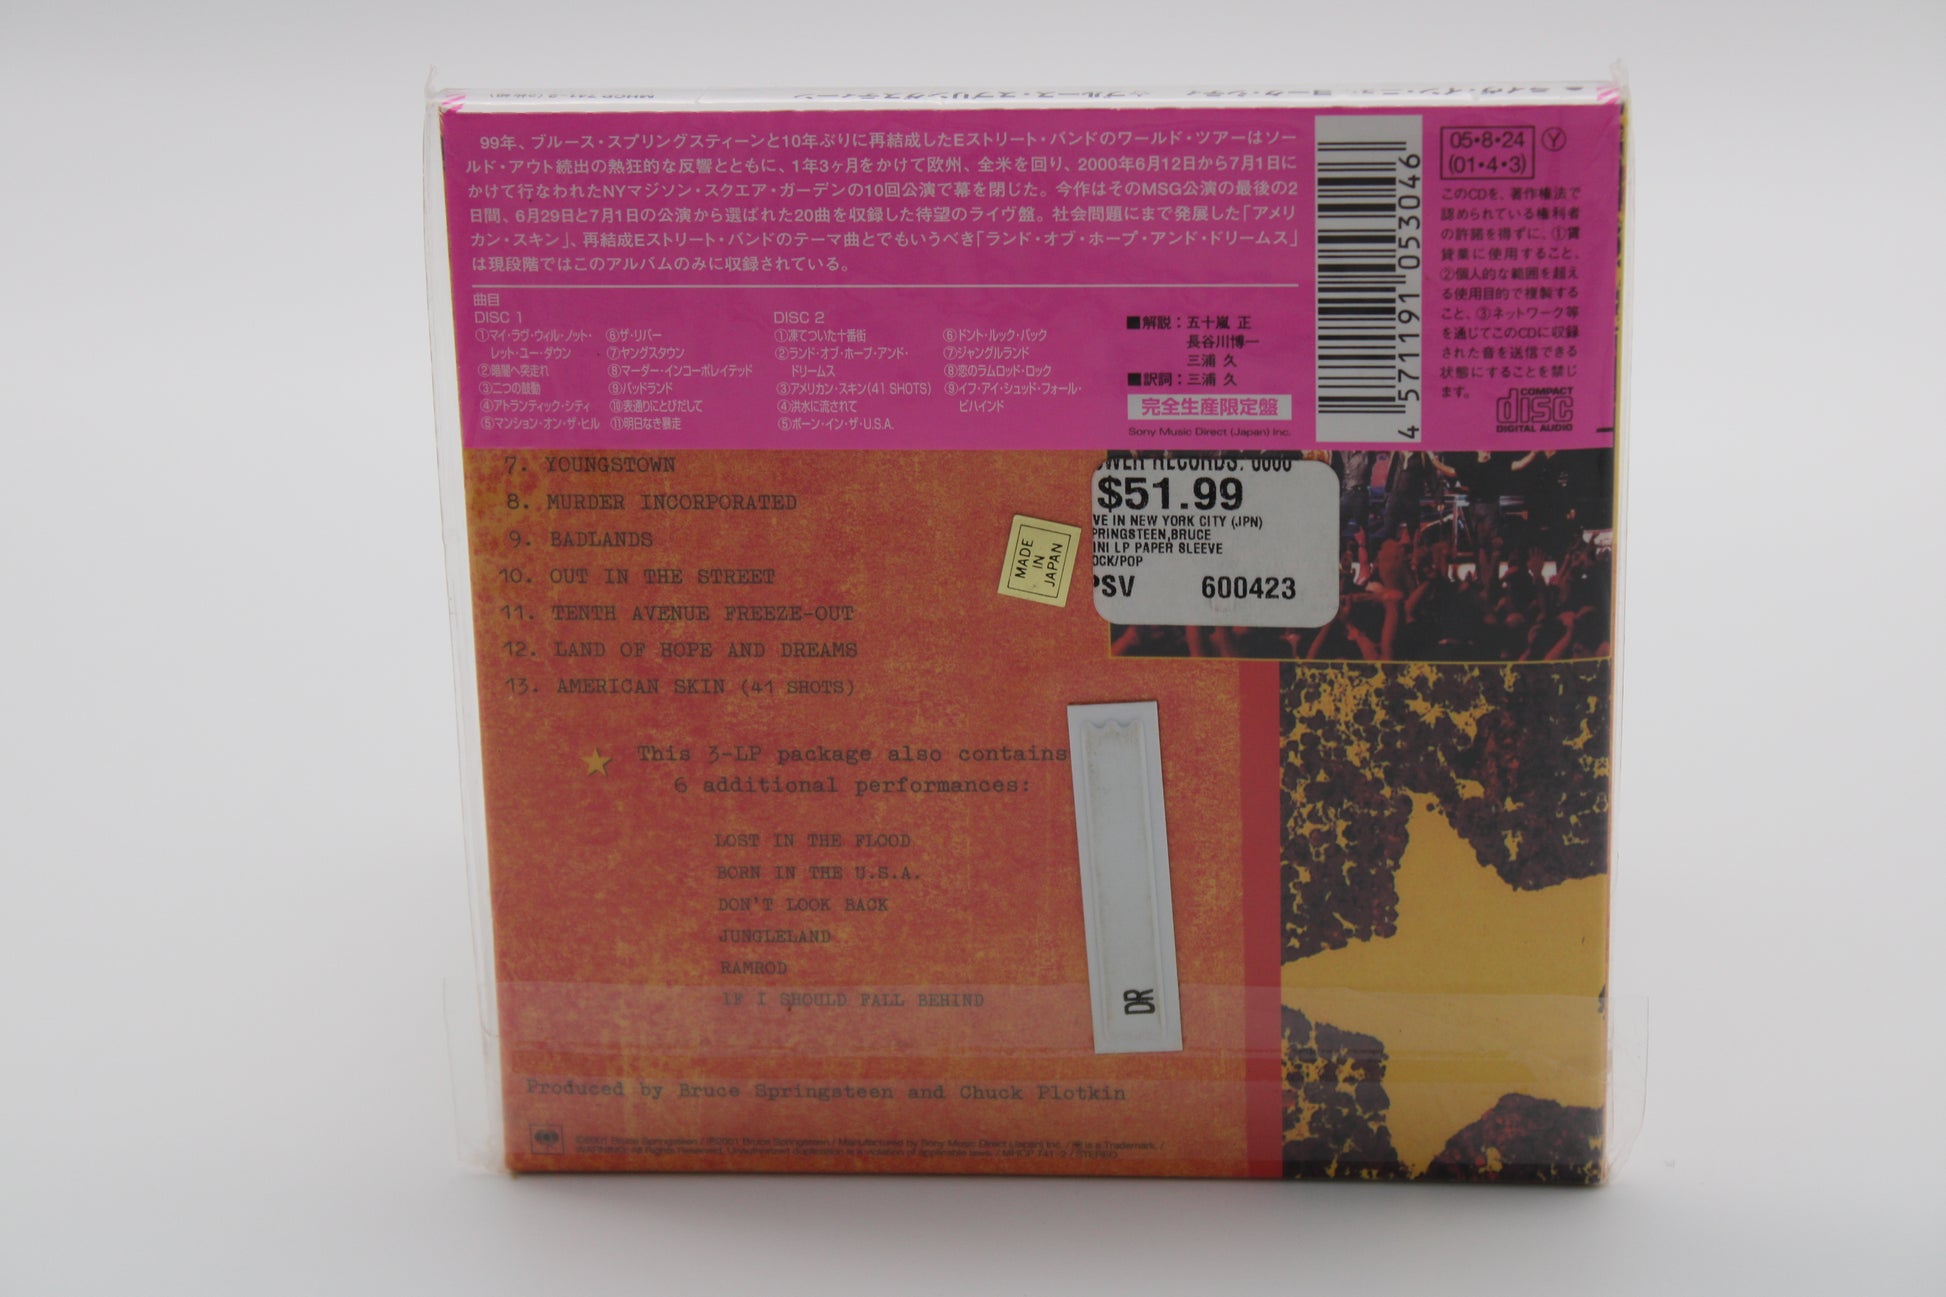 99年、ブルース・スプリングスティーンと10年ぶりに再結成したEストリート・バンドのワールド・ツアーはソー
ルド・アウト続出の熱狂的な反響とともに、1年3ヶ月をかけて欧州、全米を回り、2000年6月12日から7月1日に
かけて行なわれたNYマジソン・スクエア・ガーデンの10回公演で幕を閉じた。今作はそのMSG公演の最後の2
日間、6月29日と7月1日の公演から選ばれた20曲を収録した待望のライヴ盤。社会問題にまで発展した「アメリ
カン・スキン」、再結成Eストリート・バンドのテーマ曲とでもいうべき「ランド・オブ・ホープ・アンド・ドリームス」
は現段階ではこのアルバムのみに収録されている。
曲目
DISC 1
①マイ・ラヴ・ウィル・ノット・
レット・ユー・ダウン
②暗闇へ突走れ
③二つの鼓動
④アトランティック・シティ
⑤マンション・オン・ザ・ヒル
⑥ザ・リバー
⑦ヤングスタウン
⑧マーダー・インコーポレイテッド
⑨バッドランド
⑩表通りにとびだして
⑪明日なき暴走
DISC 2
①凍てついた十番街
②ランド・オブ・ホープ・アンド・
ドリームス
③アメリカン・スキン(41 SHOTS)
④洪水に流されて
⑤ボーン・イン・ザ・U.S.A.
⑥ドント・ルック・バック
⑦ジャングルランド
⑧恋のラムロッド・ロック
⑨イフ・アイ・シュッド・フォール・
ビハインド
■解説：五十嵐 正
長谷川博一
三浦 久
■訳詞：三浦 久
完全生産限定盤
Sony Music Direct (Japan) Inc.
4 571191 053046
05・8・24 Ⓨ
(01・4・3)
このCDを、著作権法で
認められている権利者
の許諾を得ずに、①賃
貸業に使用すること、
②個人的な範囲を超え
る使用目的で複製する
こと、③ネットワーク等
を通じてこのCDに収録
された音を送信できる
状態にすることを禁じ
ます。
COMPACT
disc
DIGITAL AUDIO
7. YOUNGSTOWN
8. MURDER INCORPORATED
9. BADLANDS
10. OUT IN THE STREET
11. TENTH AVENUE FREEZE-OUT
12. LAND OF HOPE AND DREAMS
13. AMERICAN SKIN (41 SHOTS)
MADE
IN
JAPAN
OWER RECORDS. 0000
$51.99
VE IN NEW YORK CITY (JPN)
PRINGSTEEN,BRUCE
INI LP PAPER SLEEVE
OCK/POP
PSV 600423
This 3-LP package also contains
6 additional performances:
LOST IN THE FLOOD
BORN IN THE U.S.A.
DON'T LOOK BACK
JUNGLELAND
RAMROD
IF I SHOULD FALL BEHIND
DR
Produced by Bruce Springsteen and Chuck Plotkin
©2001 Bruce Springsteen / ℗2001 Bruce Springsteen / Manufactured by Sony Music Direct (Japan) Inc. / is a Trademark. /
WARNING: All Rights Reserved. Unauthorized duplication is a violation of applicable laws. / MHCP 741-2 / STEREO